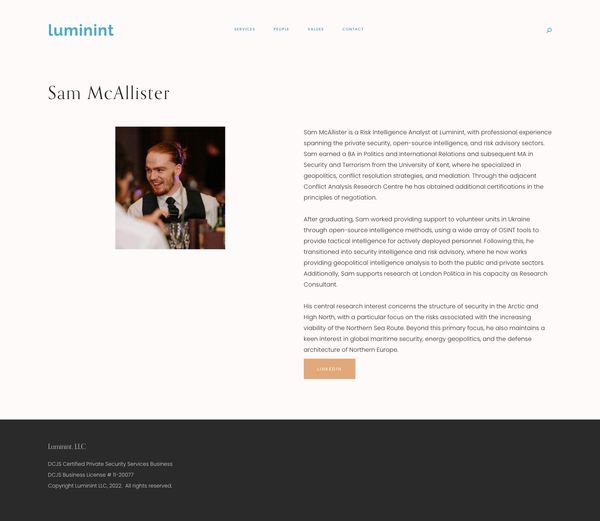 luminint
SERVICES PEOPLE VALUES CONTACT
Sam McAllister
Sam McAllister is a Risk Intelligence Analyst at Luminint, with professional experience
spanning the private security, open-source intelligence, and risk advisory sectors.
Sam earned a BA in Politics and International Relations and subsequent MA in
Security and Terrorism from the University of Kent, where he specialized in
geopolitics, conflict resolution strategies, and mediation. Through the adjacent
Conflict Analysis Research Centre he has obtained additional certifications in the
principles of negotiation.
After graduating, Sam worked providing support to volunteer units in Ukraine
through open-source intelligence methods, using a wide array of OSINT tools to
provide tactical intelligence for actively deployed personnel. Following this, he
transitioned into security intelligence and risk advisory, where he now works
providing geopolitical intelligence analysis to both the public and private sectors.
Additionally, Sam supports research at London Politica in his capacity as Research
Consultant.
His central research interest concerns the structure of security in the Arctic and
High North, with a particular focus on the risks associated with the increasing
viability of the Northern Sea Route. Beyond this primary focus, he also maintains a
keen interest in global maritime security, energy geopolitics, and the defense
architecture of Northern Europe.
LINKEDIN
Luminint LLC
DCJS Certified Private Security Services Business
DCJS Business License # 11-20077
Copyright Luminint LLC, 2022. All rights reserved.